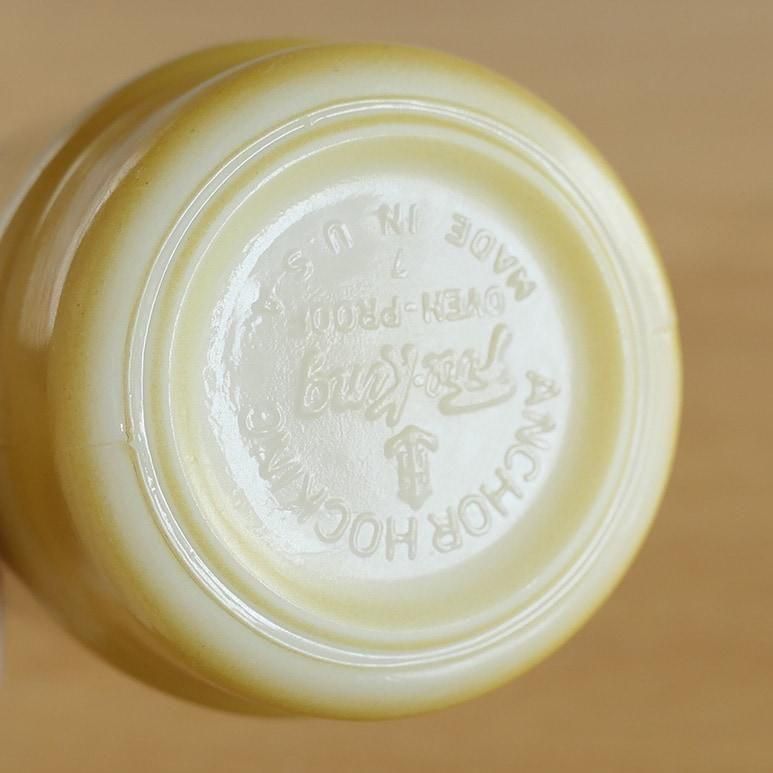 ANCHOR HOCKING
Fire-King
OVEN-PROOF
7
MADE IN U.S.A.